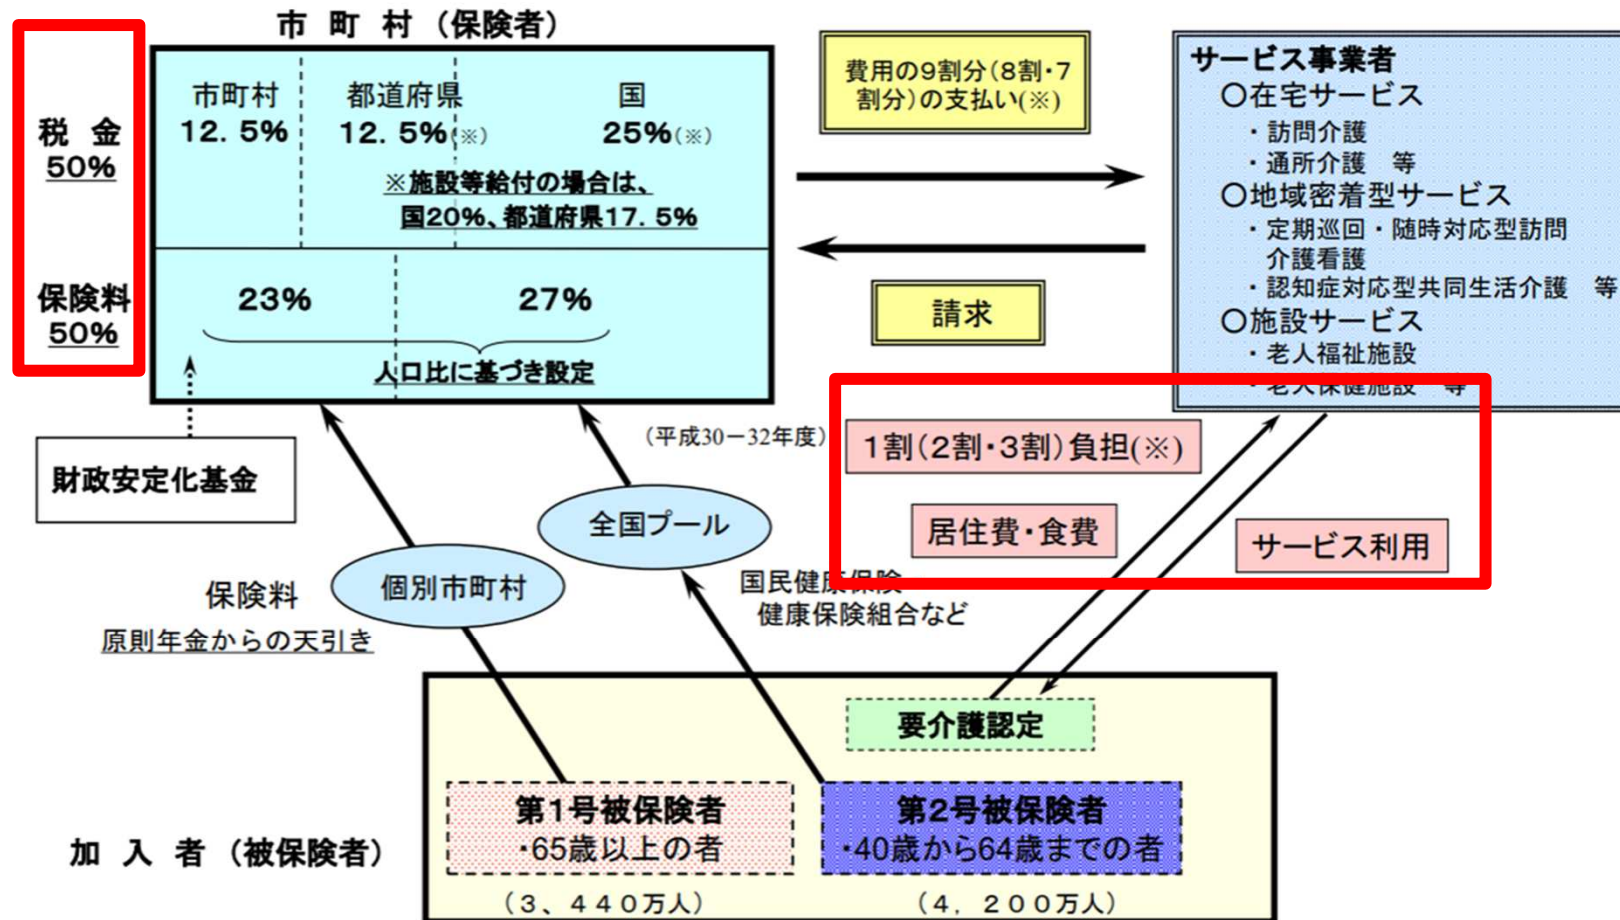 市 町 村 (保険者)
税 金
50%
市町村
12.5%
都道府県
12.5%(※)
国
25%(※)
※施設等給付の場合は、
国20%、都道府県17.5%
保険料
50%
23%
27%
人口比に基づき設定
費用の9割分(8割・7
割分)の支払い(※)
請求
サービス事業者
〇在宅サービス
・訪問介護
・通所介護 等
〇地域密着型サービス
・定期巡回・随時対応型訪問
介護看護
・認知症対応型共同生活介護 等
〇施設サービス
・老人福祉施設
・老人保健施設 等
財政安定化基金
(平成30-32年度)
1割(2割・3割)負担(※)
居住費・食費
サービス利用
全国プール
個別市町村
保険料
原則年金からの天引き
国民健康保険
健康保険組合など
要介護認定
加 入 者 (被保険者)
第1号被保険者
・65歳以上の者
(3、440万人)
第2号被保険者
・40歳から64歳までの者
(4,200万人)